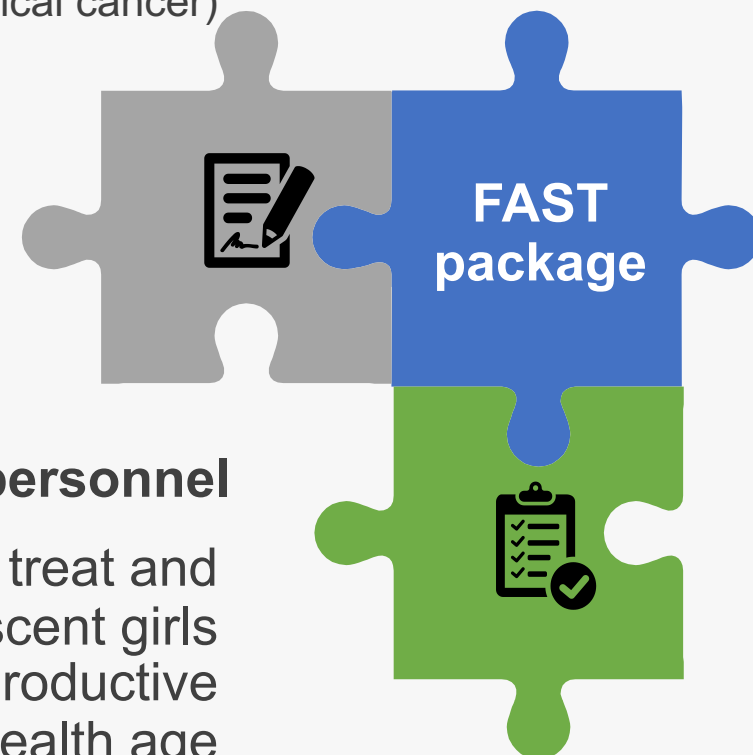 ical cancer)
FAST
package
personnel
treat and
scent girls
roductive
ealth age